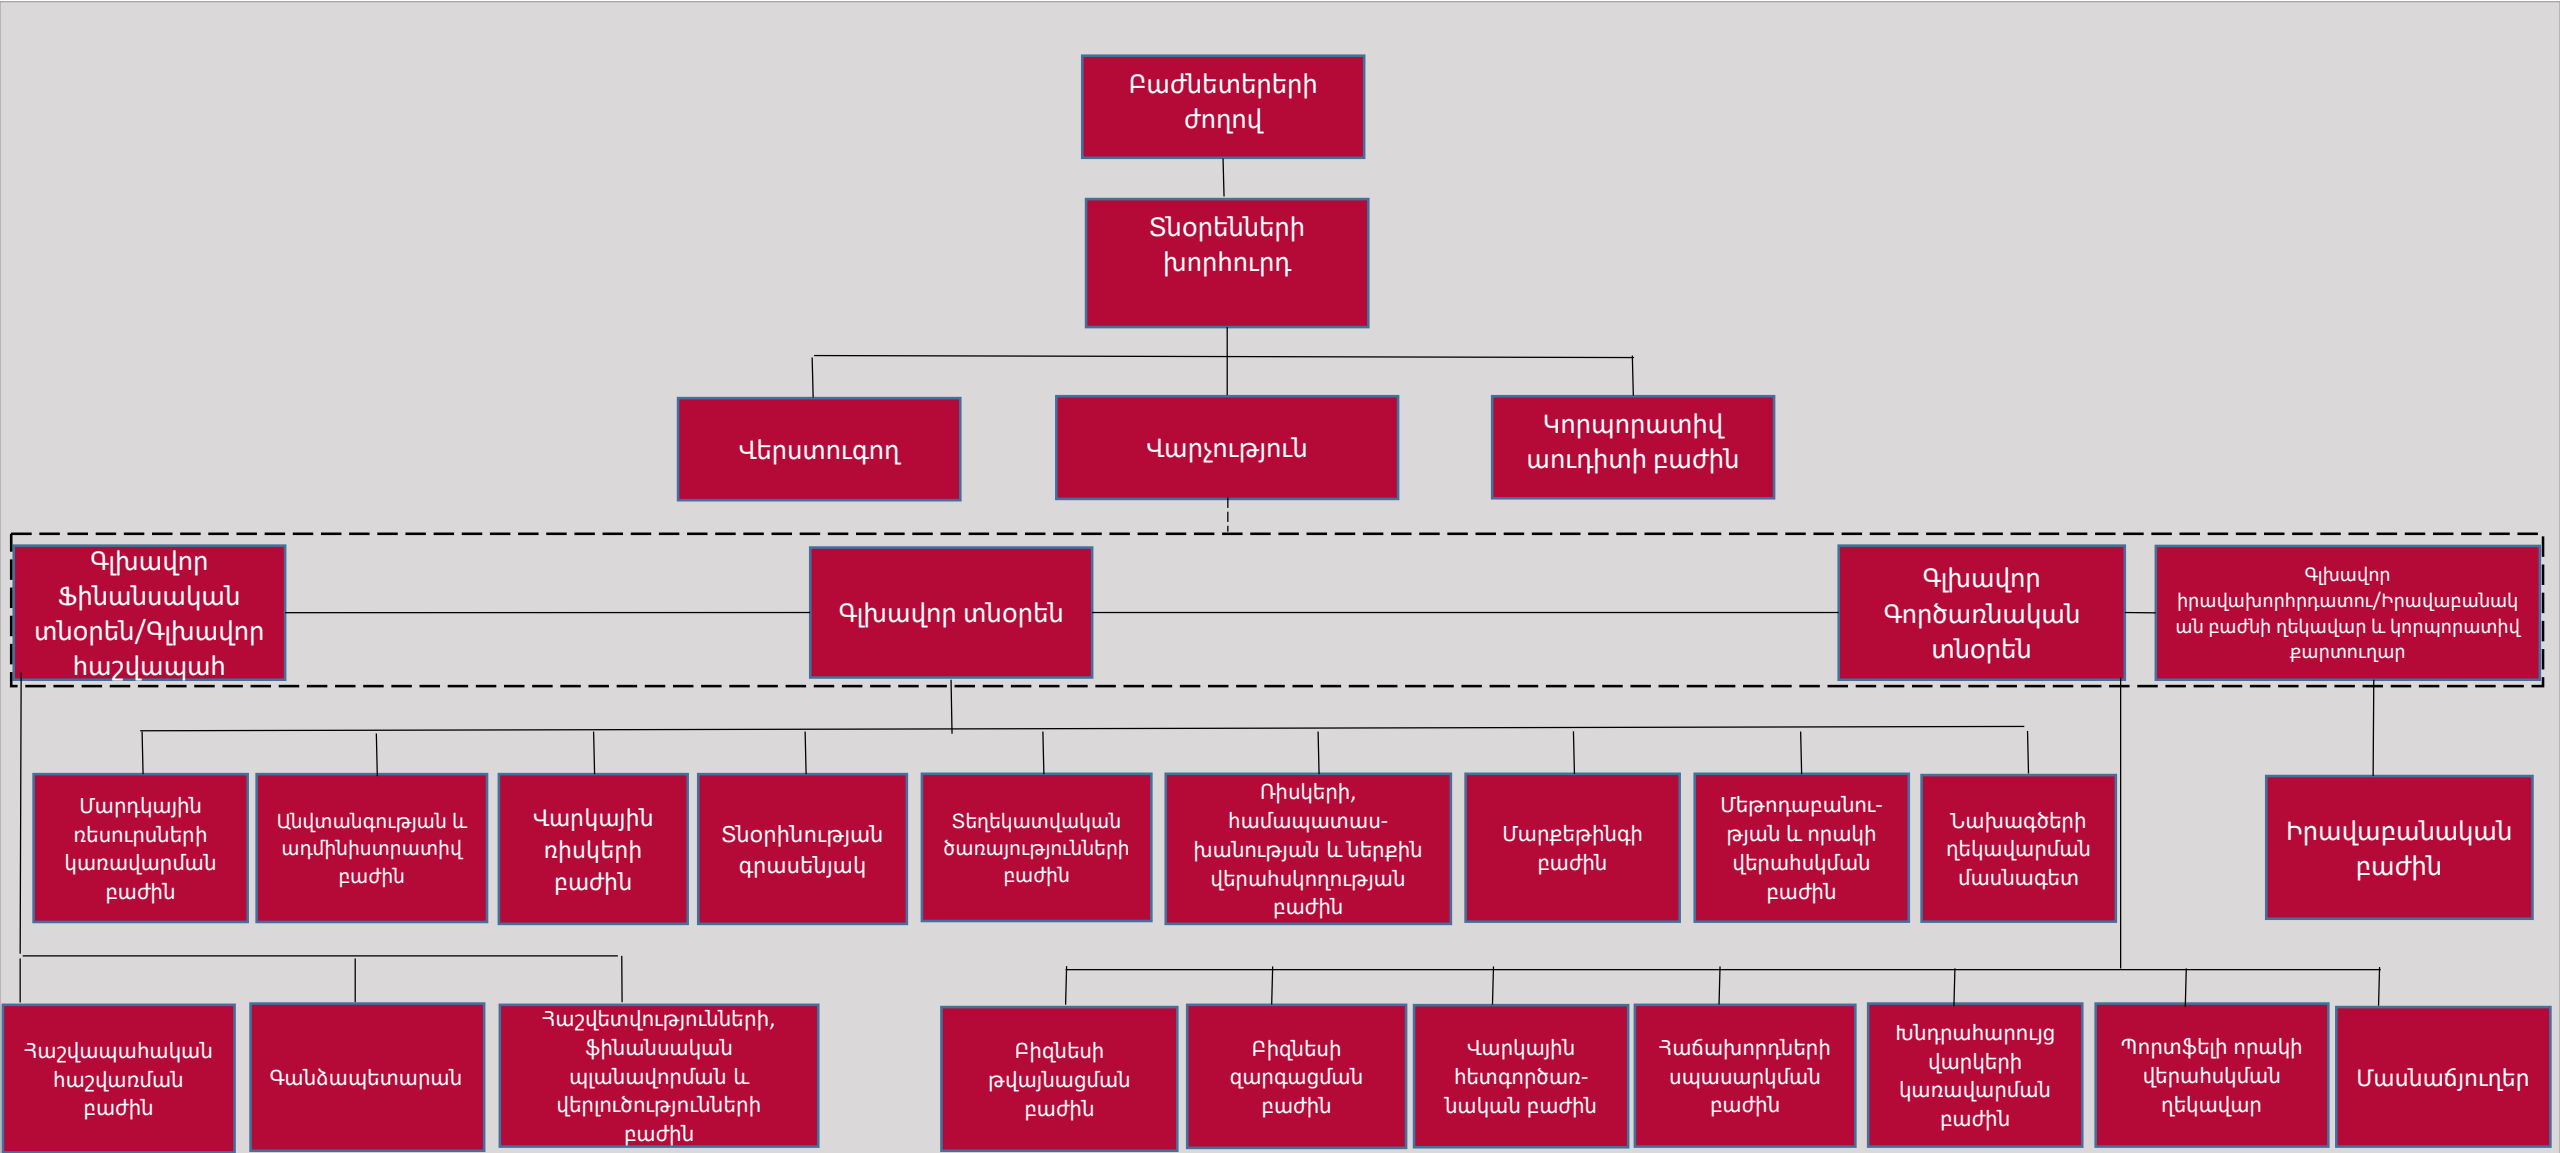 Բաժնետերերի
ժողով
Տնօրենների
խորհուրդ
Վերստուգող
Վարչություն
Կորպորատիվ
աուդիտի բաժին
Գլխավոր
Ֆինանսական
տնօրեն/Գլխավոր
հաշվապահ
Գլխավոր տնօրեն
Գլխավոր
Գործառնական
տնօրեն
Գլխավոր
իրավախորհրդատու/Իրավաբանակ
ան բաժնի ղեկավար և կորպորատիվ
քարտուղար
Մարդկային
ռեսուրսների
կառավարման
բաժին
Անվտանգության և
ադմինիստրատիվ
բաժին
Վարկային
ռիսկերի
բաժին
Տնօրինության
գրասենյակ
Տեղեկատվական
ծառայությունների
բաժին
Ռիսկերի,
համապատաս-
խանության և ներքին
վերահսկողության
բաժին
Մարքեթինգի
բաժին
Մեթոդաբանու-
թյան և որակի
վերահսկման
բաժին
Նախագծերի
ղեկավարման
մասնագետ
Իրավաբանական
բաժին
Հաշվապահական
հաշվառման
բաժին
Գանձապետարան
Հաշվետվությունների,
ֆինանսական
պլանավորման և
վերլուծությունների
բաժին
Բիզնեսի
թվայնացման
բաժին
Բիզնեսի
զարգացման
բաժին
Վարկային
հետգործառ-
նական բաժին
Հաճախորդների
սպասարկման
բաժին
Խնդրահարույց
վարկերի
կառավարման
բաժին
Պորտֆելի որակի
վերահսկման
ղեկավար
Մասնաճյուղեր